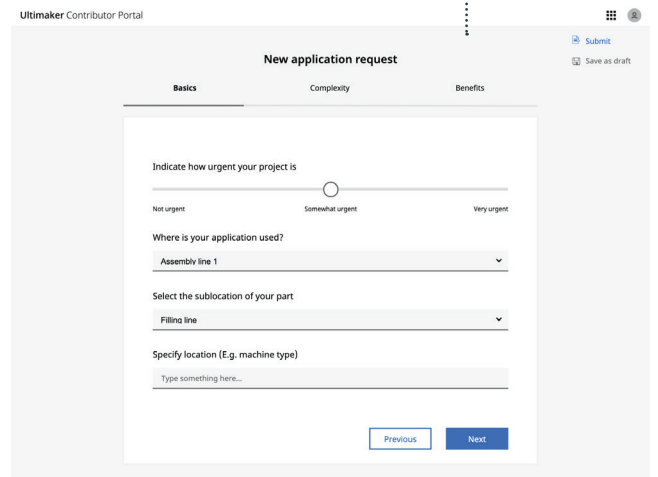 Ultimaker Contributor Portal
Submit
New application request
Save as draft
Basics Complexity Benefits
Indicate how urgent your project is
Not urgent Somewhat urgent Very urgent
Where is your application used?
Assembly line 1
Select the sublocation of your part
Filling line
Specify location (E.g. machine type)
Type something here...
Previous Next